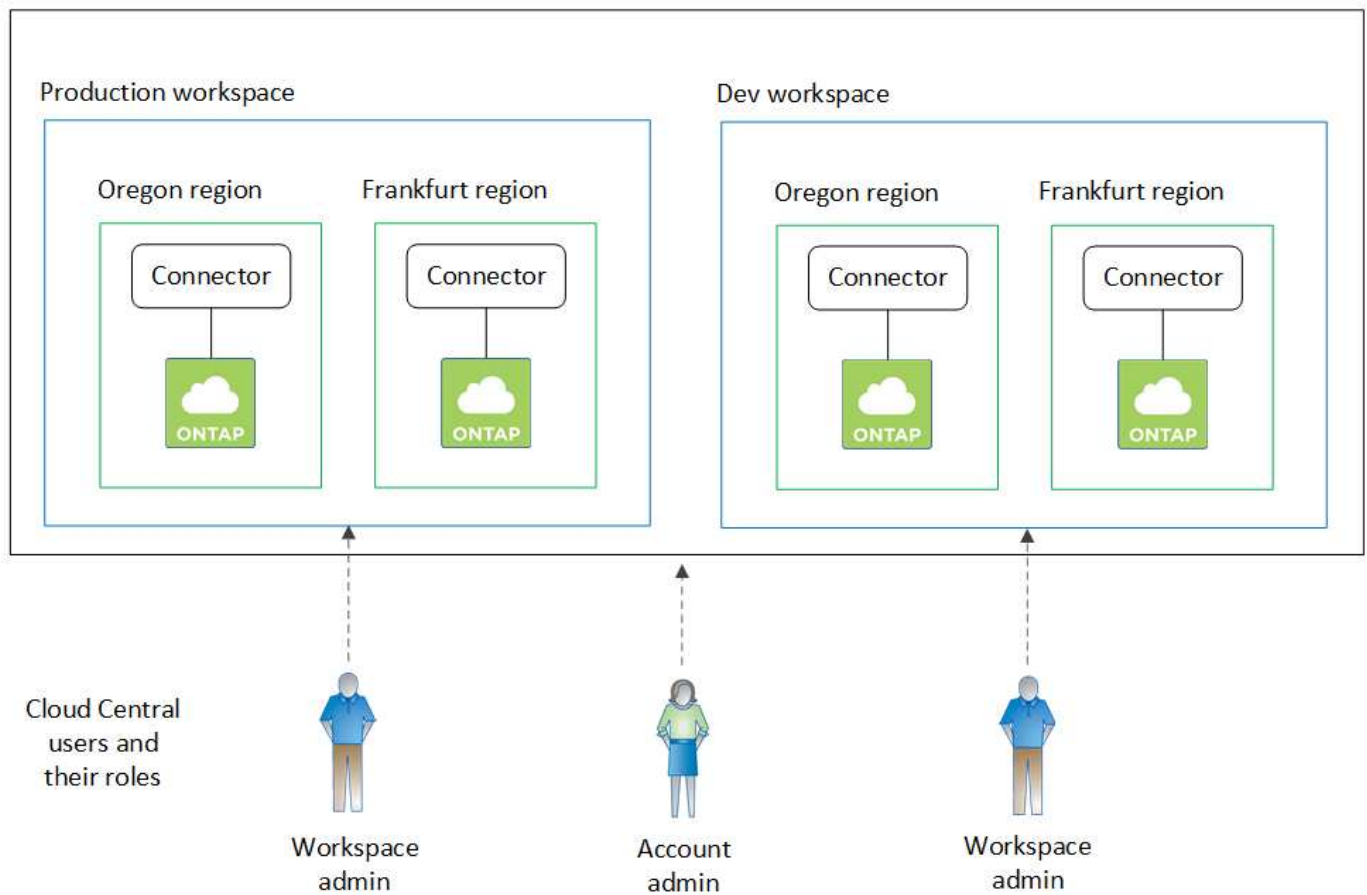 Production workspace
Dev workspace
Oregon region
Frankfurt region
Oregon region
Frankfurt region
Connector
Connector
Connector
Connector
ONTAP
ONTAP
ONTAP
ONTAP
Cloud Central
users and
their roles
Workspace
admin
Account
admin
Workspace
admin